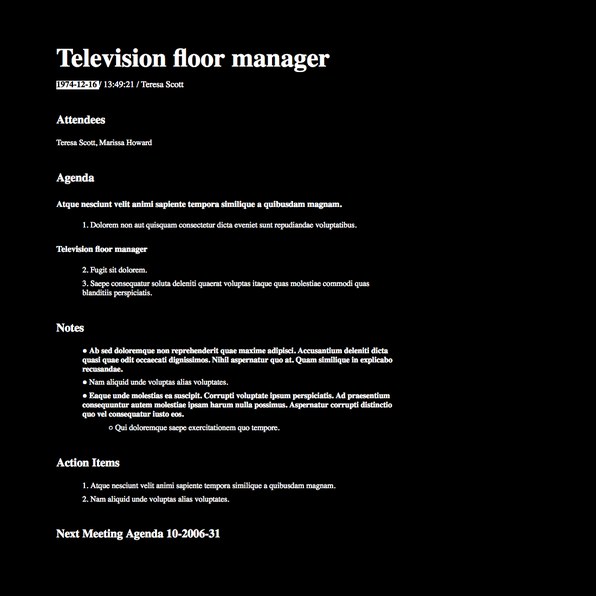 Television floor manager
1974-12-16 / 13:49:21 / Teresa Scott
Attendees
Teresa Scott, Marissa Howard
Agenda
Atque nesciunt velit animi sapiente tempora similique a quibusdam magnam.
1. Dolorem non aut quisquam consectetur dicta eveniet sunt repudiandae voluptatibus.
Television floor manager
2. Fugit sit dolorem.
3. Saepe consequatur soluta deleniti quaerat voluptas itaque quas molestiae commodi quas
blanditiis perspiciatis.
Notes
● Ab sed doloremque non reprehenderit quae maxime adipisci. Accusantium deleniti dicta
quasi quae odit occaecati dignissimos. Nihil aspernatur quo at. Quam similique in explicabo
recusandae.
● Nam aliquid unde voluptas alias voluptates.
● Eaque unde molestias ea suscipit. Corrupti voluptate ipsum perspiciatis. Ad praesentium
consequuntur autem molestiae ipsam harum nulla possimus. Aspernatur corrupti distinctio
quo vel consequatur iusto eos.
○ Qui doloremque saepe exercitationem quo tempore.
Action Items
1. Atque nesciunt velit animi sapiente tempora similique a quibusdam magnam.
2. Nam aliquid unde voluptas alias voluptates.
Next Meeting Agenda 10-2006-31